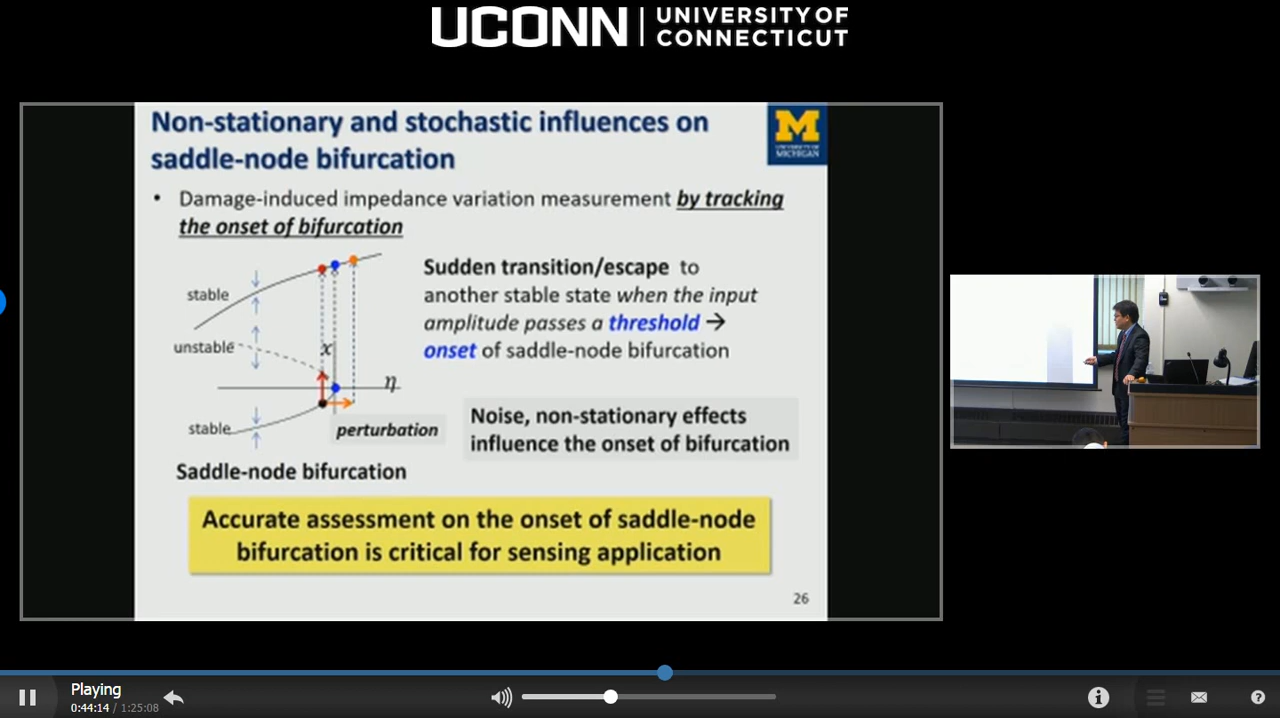 UCONN
UNIVERSITY OF
CONNECTICUT
Non-stationary and stochastic influences on
saddle-node bifurcation
M
UNIVERSITY OF
MICHIGAN
• Damage-induced impedance variation measurement by tracking
the onset of bifurcation
stable
unstable
x
η
stable
perturbation
Saddle-node bifurcation
Sudden transition/escape to
another stable state when the input
amplitude passes a threshold →
onset of saddle-node bifurcation
Noise, non-stationary effects
influence the onset of bifurcation
Accurate assessment on the onset of saddle-node
bifurcation is critical for sensing application
26
Playing
0:44:14 / 1:25:08